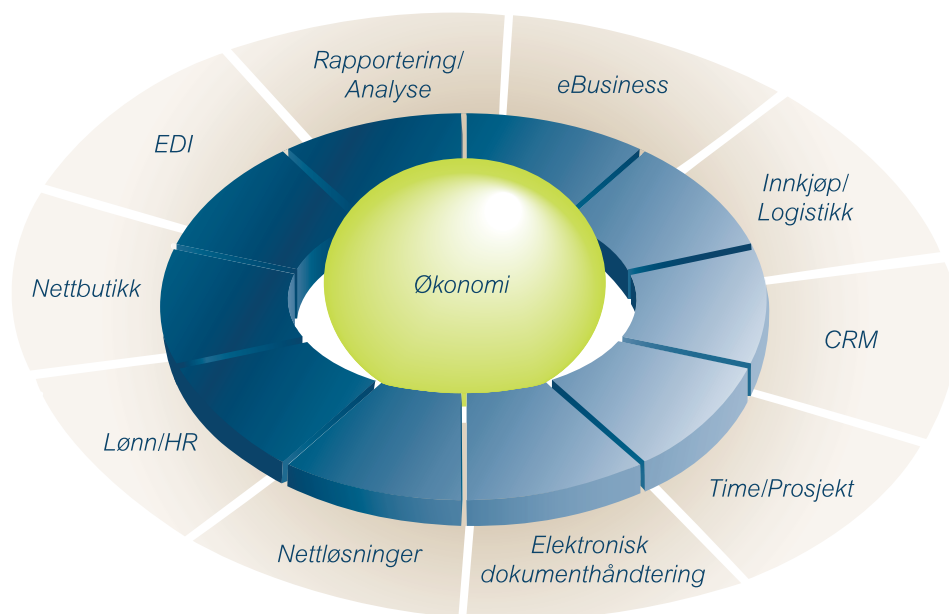 Rapportering/
Analyse
eBusiness
EDI
Innkjøp/
Logistikk
Nettbutikk
Økonomi
CRM
Lønn/HR
Time/Prosjekt
Nettløsninger
Elektronisk
dokumenthåndtering